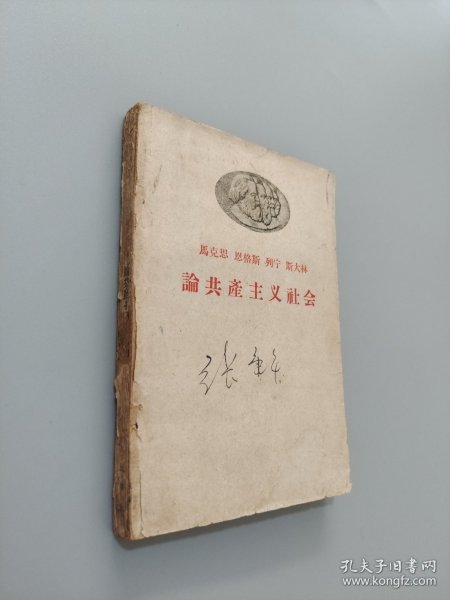 馬克思 恩格斯 列宁 斯大林
論共產主义社会
孔夫子旧书网
www.kongfz.com